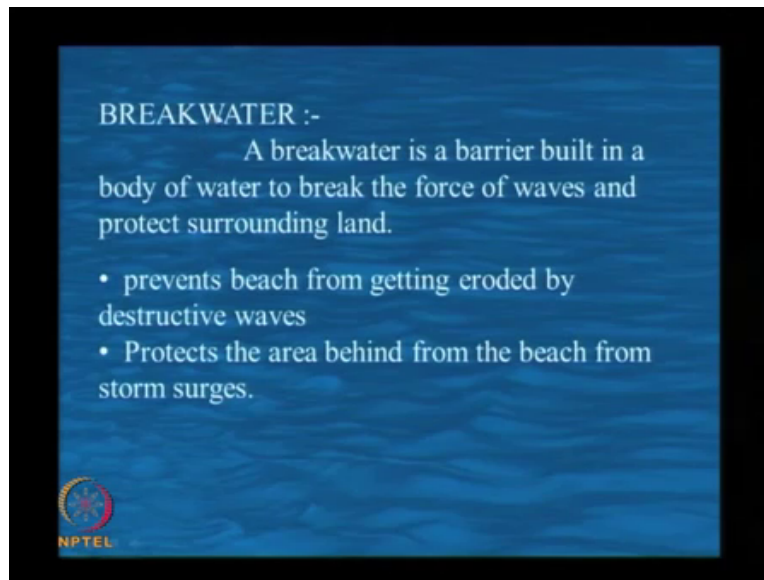 BREAKWATER :-
A breakwater is a barrier built in a
body of water to break the force of waves and
protect surrounding land.
• prevents beach from getting eroded by
destructive waves
• Protects the area behind from the beach from
storm surges.
NPTEL